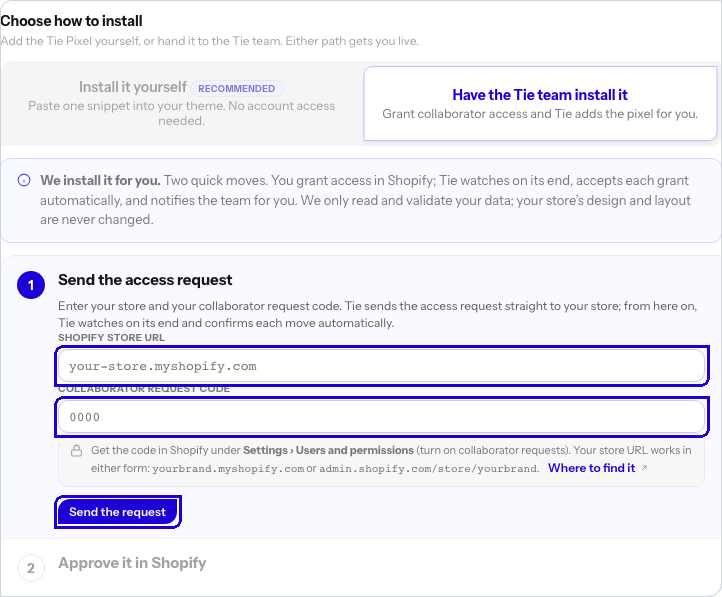 Choose how to install
Add the Tie Pixel yourself, or hand it to the Tie team. Either path gets you live.
Install it yourself RECOMMENDED
Paste one snippet into your theme. No account access
needed.
Have the Tie team install it
Grant collaborator access and Tie adds the pixel for you.
We install it for you. Two quick moves. You grant access in Shopify; Tie watches on its end, accepts each grant
automatically, and notifies the team for you. We only read and validate your data; your store's design and layout
are never changed.
1
Send the access request
Enter your store and your collaborator request code. Tie sends the access request straight to your store; from here on,
Tie watches on its end and confirms each move automatically.
SHOPIFY STORE URL
your-store.myshopify.com
COLLABORATOR REQUEST CODE
0000
Get the code in Shopify under Settings › Users and permissions (turn on collaborator requests). Your store URL works in
either form: yourbrand.myshopify.com or admin.shopify.com/store/yourbrand. Where to find it ↗
Send the request
2
Approve it in Shopify